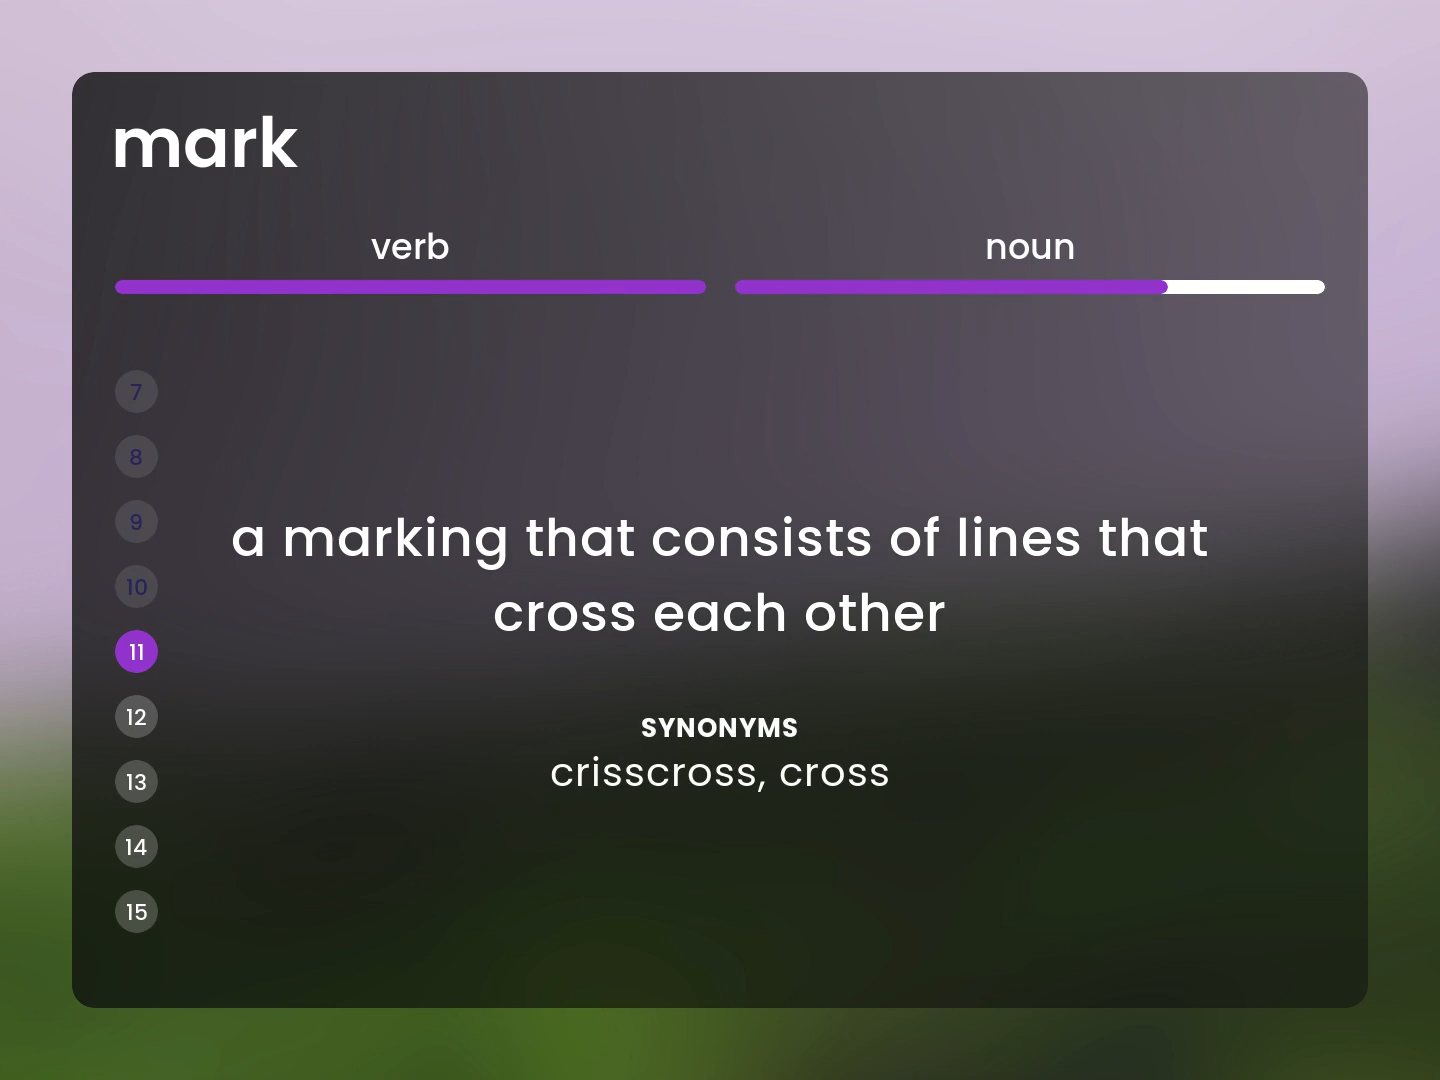 mark
verb
noun
7
8
9
10
11
12
13
14
15
a marking that consists of lines that
cross each other
SYNONYMS
crisscross, cross